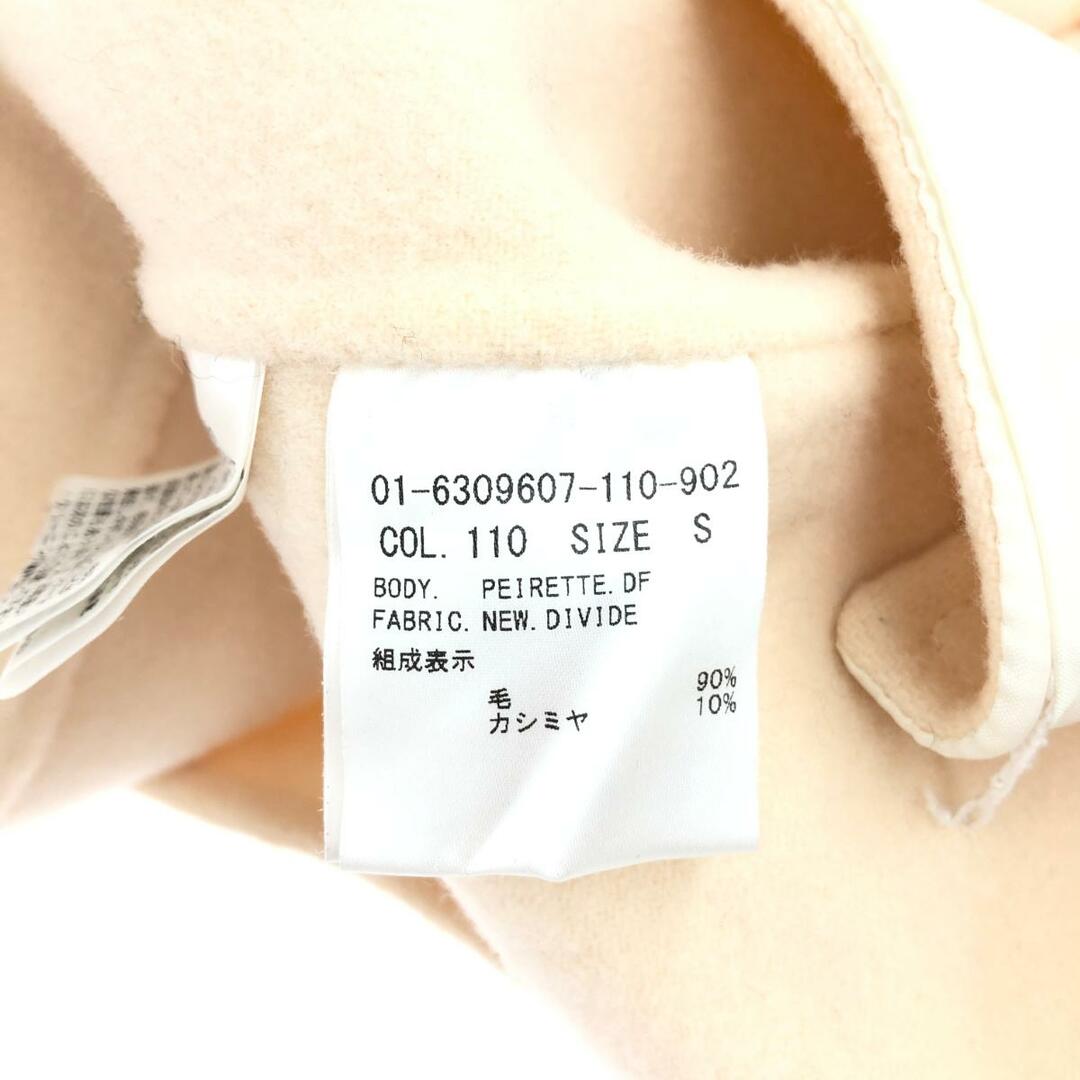 01-6309607-110-902
COL. 110 SIZE S
BODY. PEIRETTE.DF
FABRIC. NEW.DIVIDE
組成表示
毛 90%
カシミヤ 10%